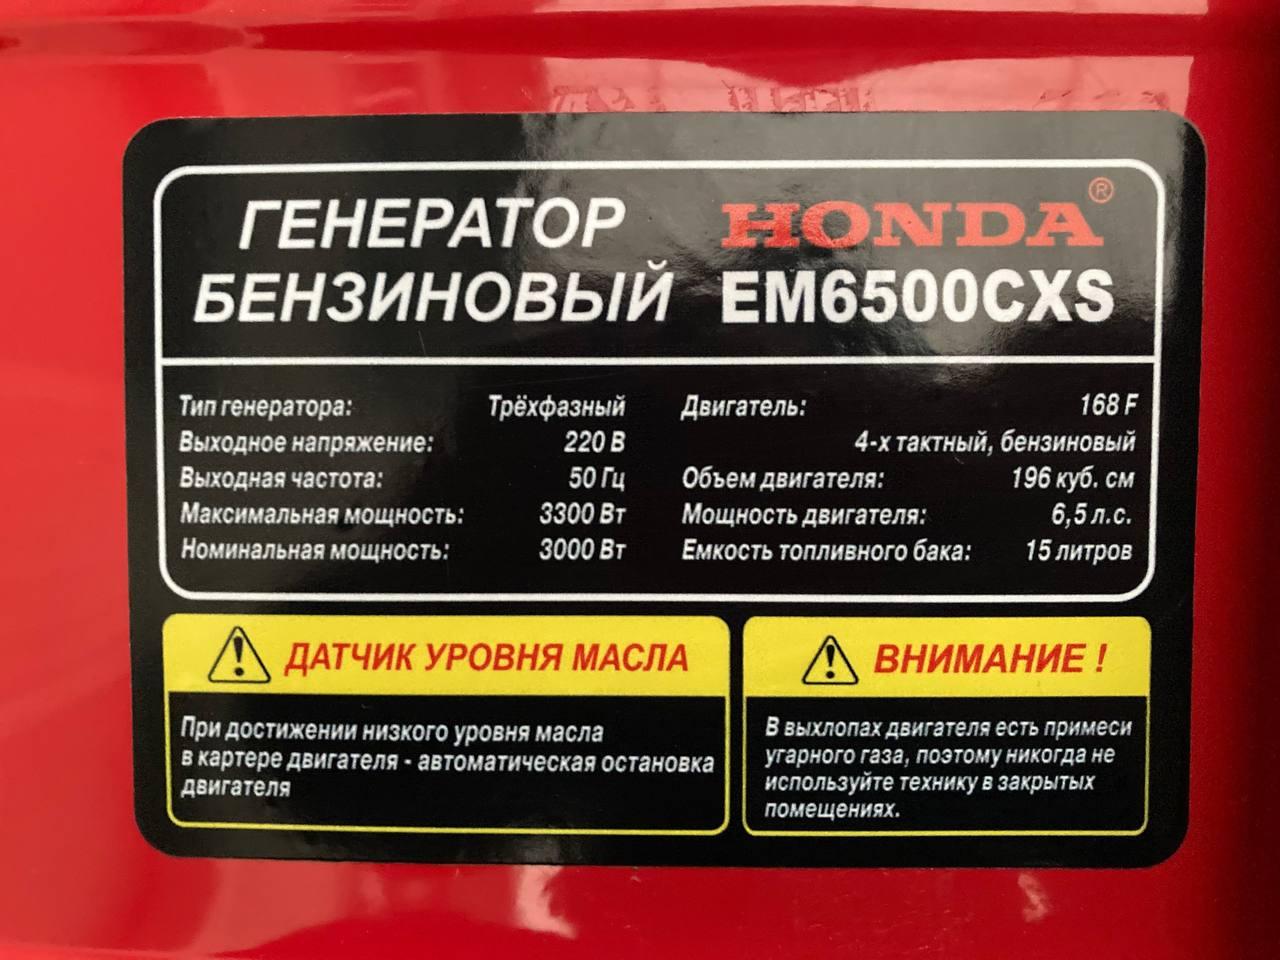 ГЕНЕРАТОР
БЕНЗИНОВЫЙ
HONDA®
EM6500CXS
Тип генератора: Трёхфазный
Выходное напряжение: 220 В
Выходная частота: 50 Гц
Максимальная мощность: 3300 Вт
Номинальная мощность: 3000 Вт
Двигатель: 168 F
4-х тактный, бензиновый
Объем двигателя: 196 куб. см
Мощность двигателя: 6,5 л.с.
Емкость топливного бака: 15 литров
ДАТЧИК УРОВНЯ МАСЛА
При достижении низкого уровня масла
в картере двигателя - автоматическая остановка
двигателя
ВНИМАНИЕ !
В выхлопах двигателя есть примеси
угарного газа, поэтому никогда не
используйте технику в закрытых
помещениях.